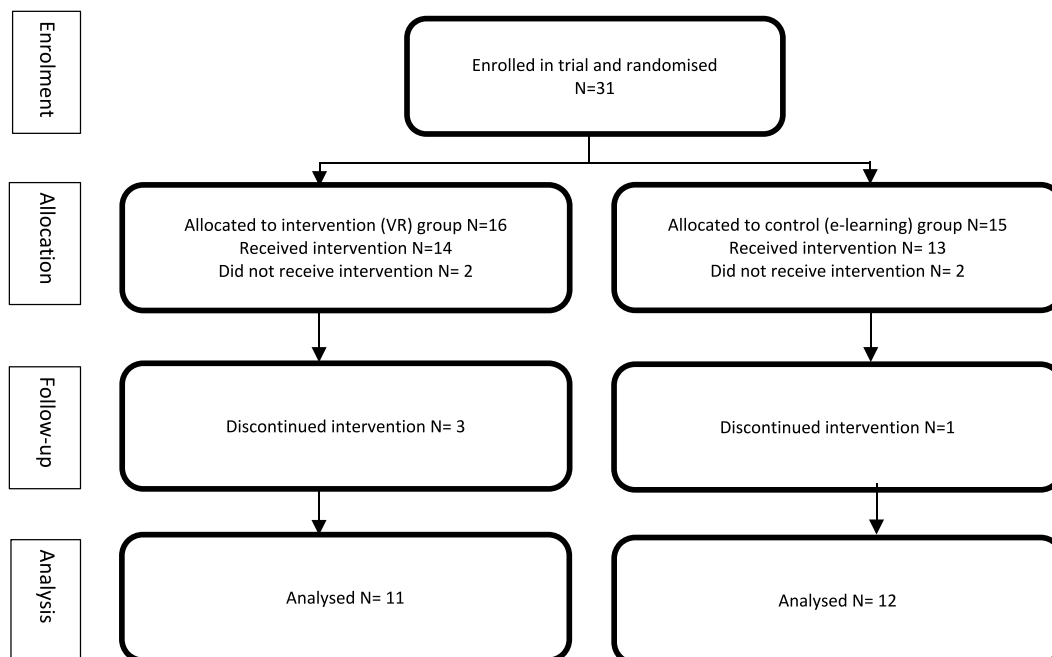 Enrolment
Enrolled in trial and randomised
N=31
Allocation
Allocated to intervention (VR) group N=16
Received intervention N=14
Did not receive intervention N= 2
Allocated to control (e-learning) group N=15
Received intervention N= 13
Did not receive intervention N= 2
Follow-up
Discontinued intervention N= 3
Discontinued intervention N=1
Analysis
Analysed N= 11
Analysed N= 12